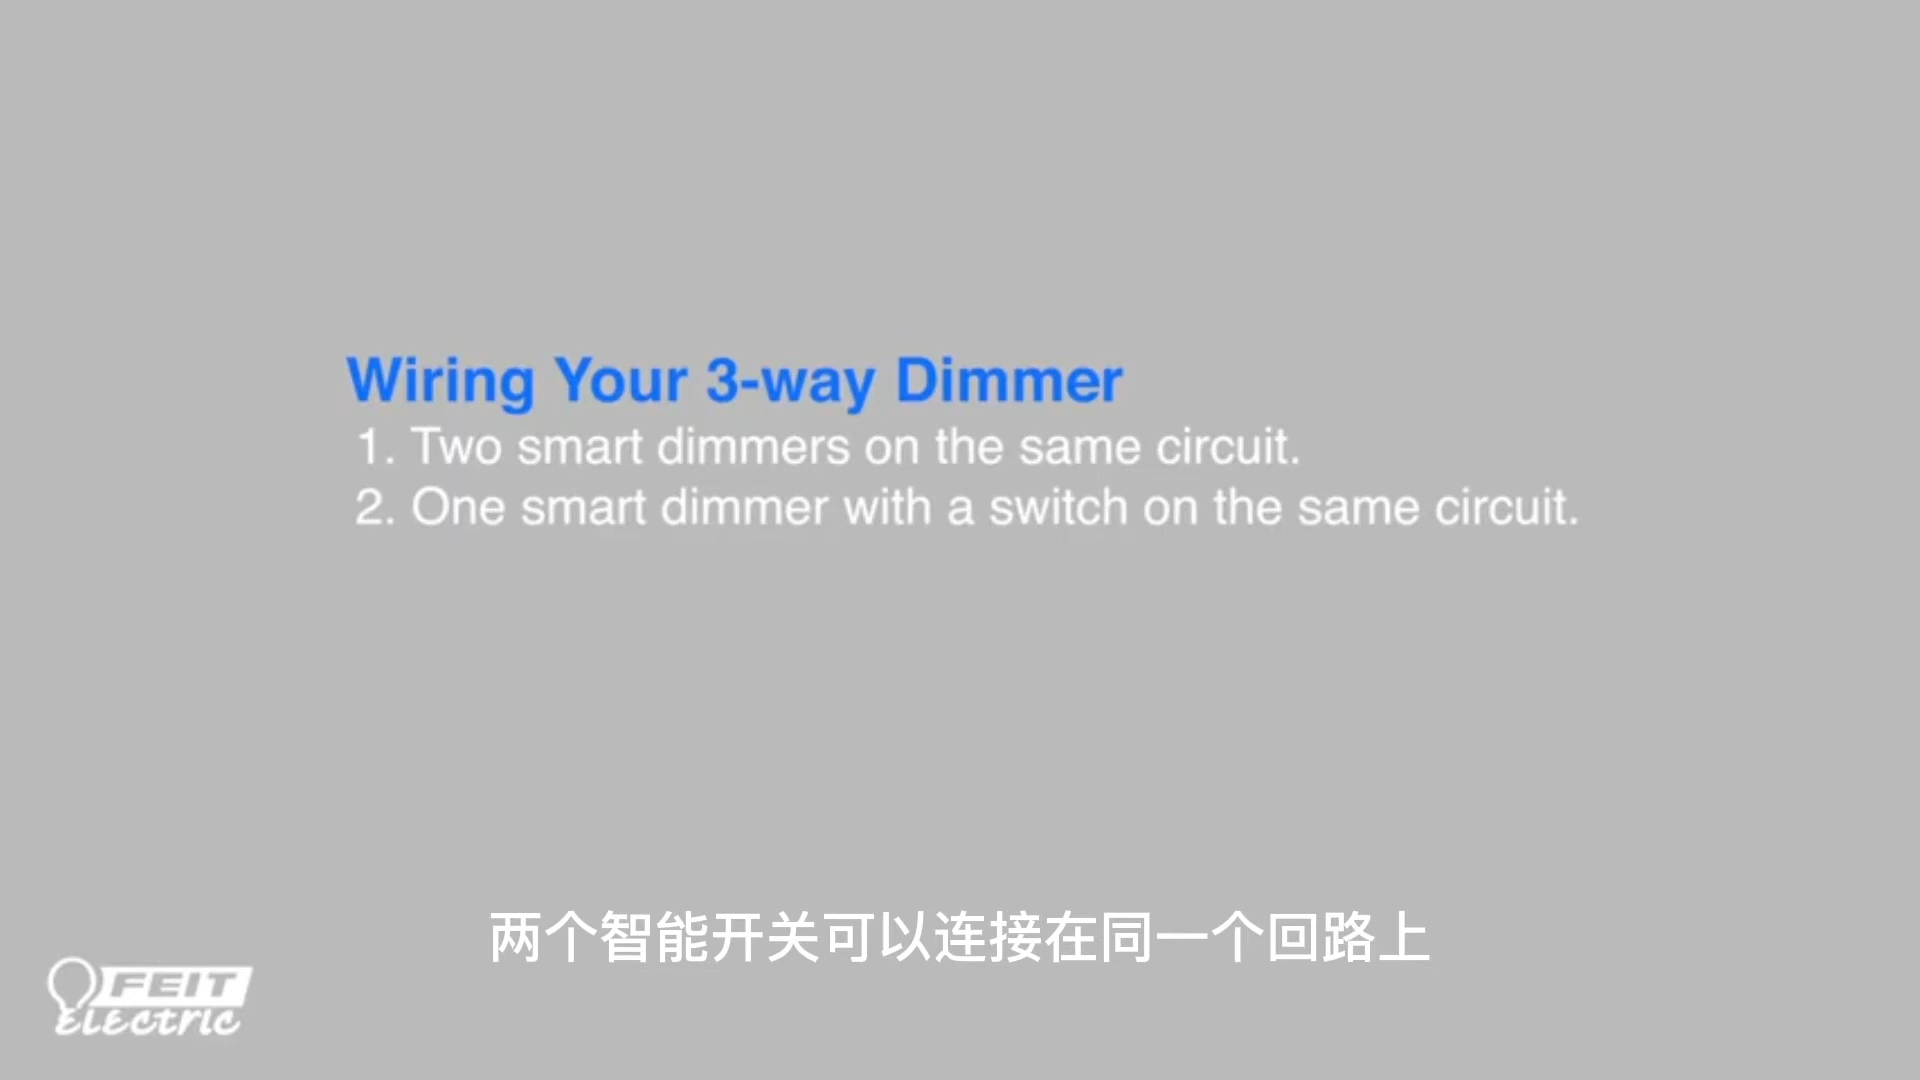 Wiring Your 3-way Dimmer
1. Two smart dimmers on the same circuit.
2. One smart dimmer with a switch on the same circuit.
两个智能开关可以连接在同一个回路上
FEIT
Electric